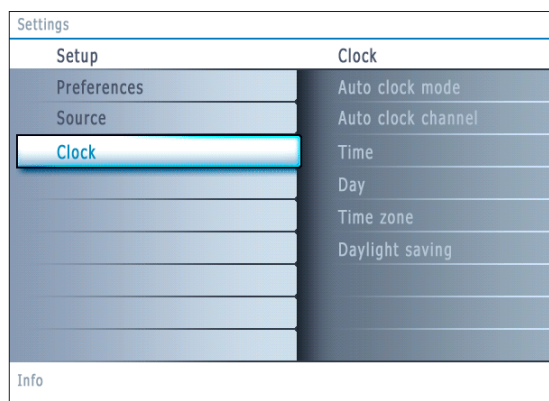 Settings
Setup
Clock
Preferences
Auto clock mode
Source
Auto clock channel
Clock
Time
Day
Time zone
Daylight saving
Info